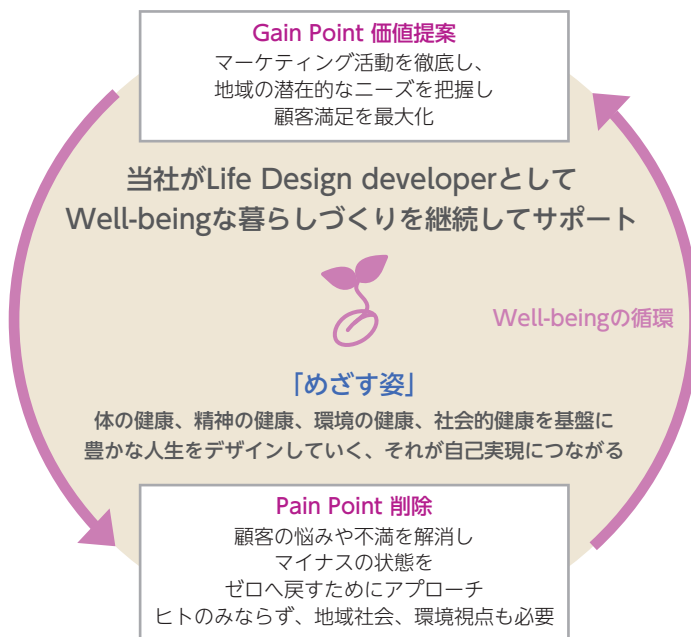 Gain Point 価値提案
マーケティング活動を徹底し、
地域の潜在的なニーズを把握し
顧客満足を最大化
当社がLife Design developerとして
Well-beingな暮らしづくりを継続してサポート
Well-beingの循環
「めざす姿」
体の健康、精神の健康、環境の健康、社会的健康を基盤に
豊かな人生をデザインしていく、それが自己実現につながる
Pain Point 削除
顧客の悩みや不満を解消し
マイナスの状態を
ゼロへ戻すためにアプローチ
ヒトのみならず、地域社会、環境視点も必要